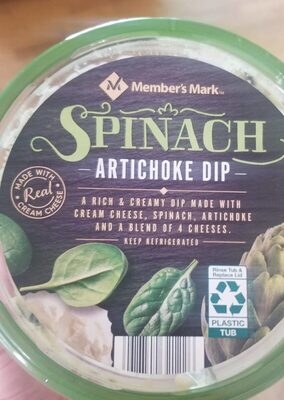 Member's Mark™
SPINACH
ARTICHOKE DIP
MADE WITH
Real
CREAM CHEESE
A RICH & CREAMY DIP MADE WITH
CREAM CHEESE, SPINACH, ARTICHOKE
AND A BLEND OF 4 CHEESES.
KEEP REFRIGERATED
Rinse Tub &
Replace Lid
PLASTIC
TUB